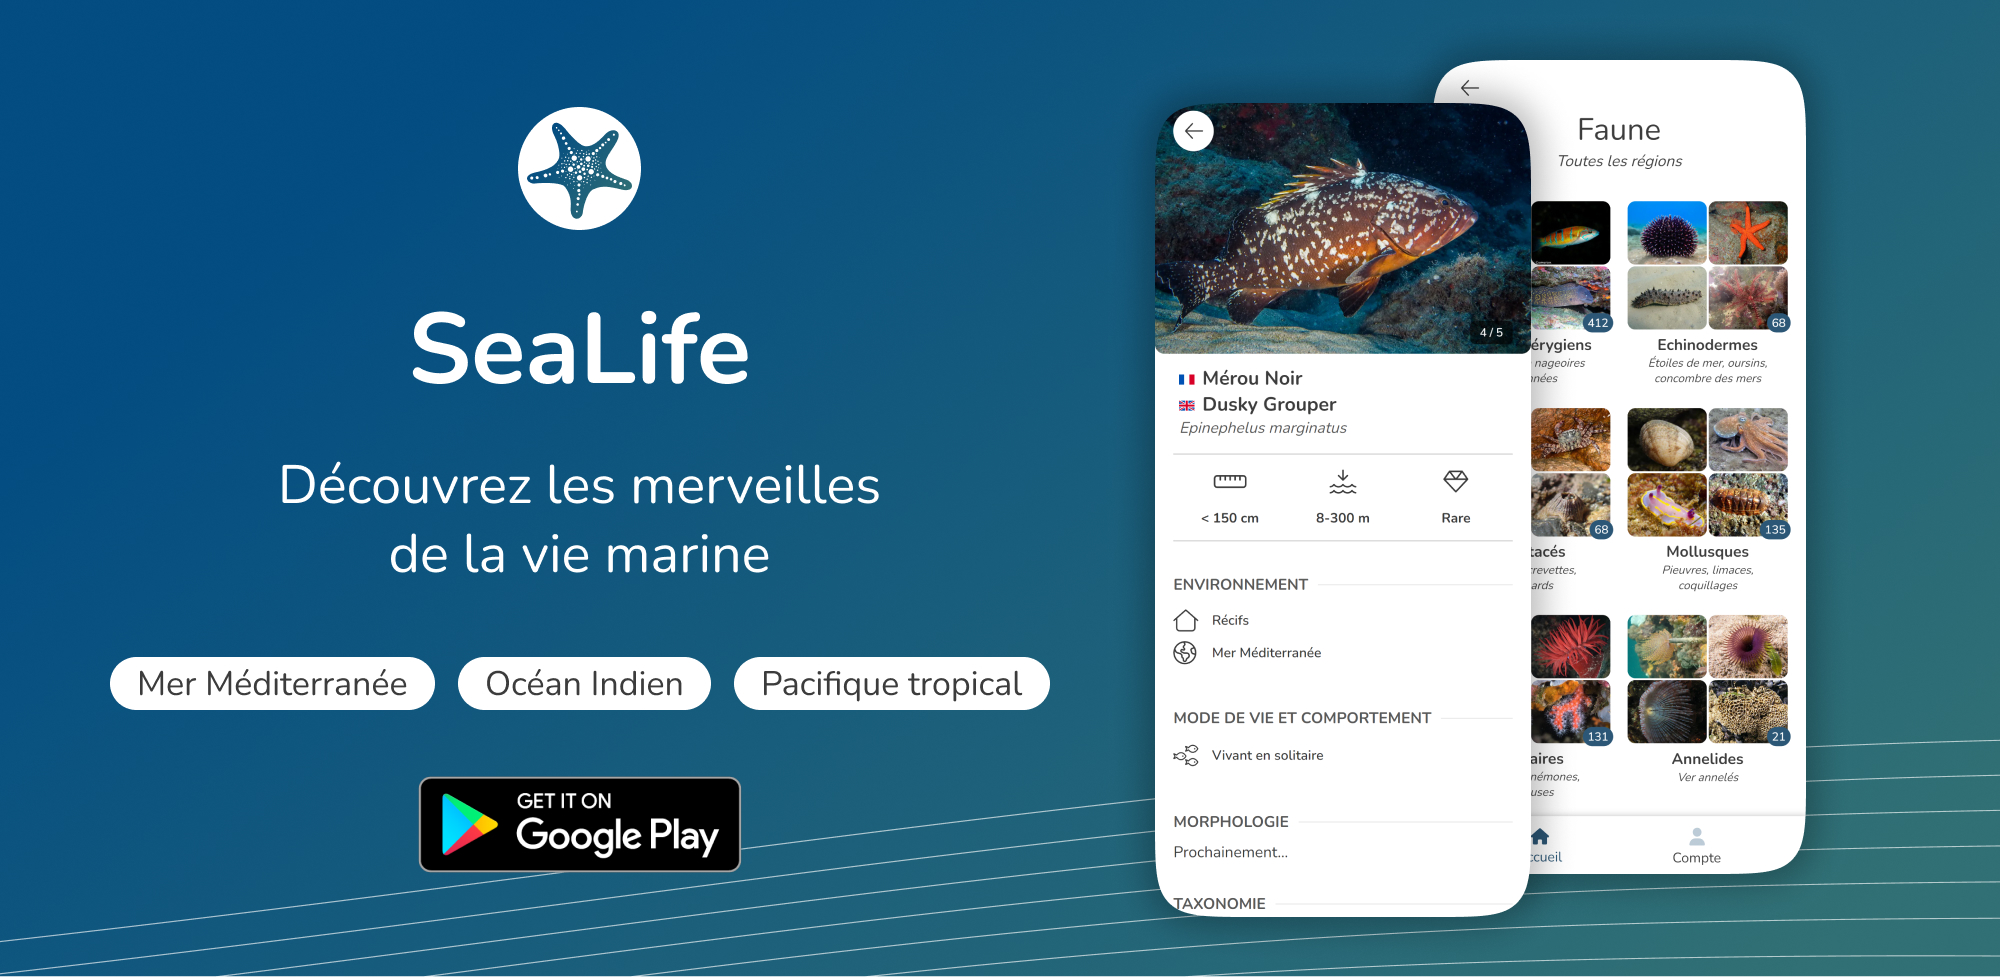 SeaLife
Découvrez les merveilles
de la vie marine
Mer Méditerranée
Océan Indien
Pacifique tropical
GET IT ON
Google Play
4 / 5
Mérou Noir
Dusky Grouper
Epinephelus marginatus
< 150 cm
8-300 m
Rare
ENVIRONNEMENT
Récifs
Mer Méditerranée
MODE DE VIE ET COMPORTEMENT
Vivant en solitaire
MORPHOLOGIE
Prochainement...
TAXONOMIE
Faune
Toutes les régions
412
érygiens
nageoires
nées
68
Echinodermes
Étoiles de mer, oursins,
concombre des mers
68
tacés
revettes,
ards
135
Mollusques
Pieuvres, limaces,
coquillages
131
aires
némones,
uses
21
Annelides
Ver annelés
ccueil
Compte